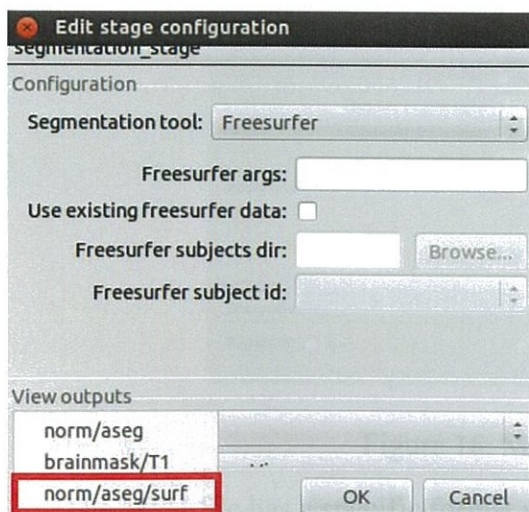 Edit stage configuration
segmentation_stage
Configuration
Segmentation tool: Freesurfer
Freesurfer args:
Use existing freesurfer data:
Freesurfer subjects dir: Browse...
Freesurfer subject id:
View outputs
norm/aseg
brainmask/T1
norm/aseg/surf OK Cancel